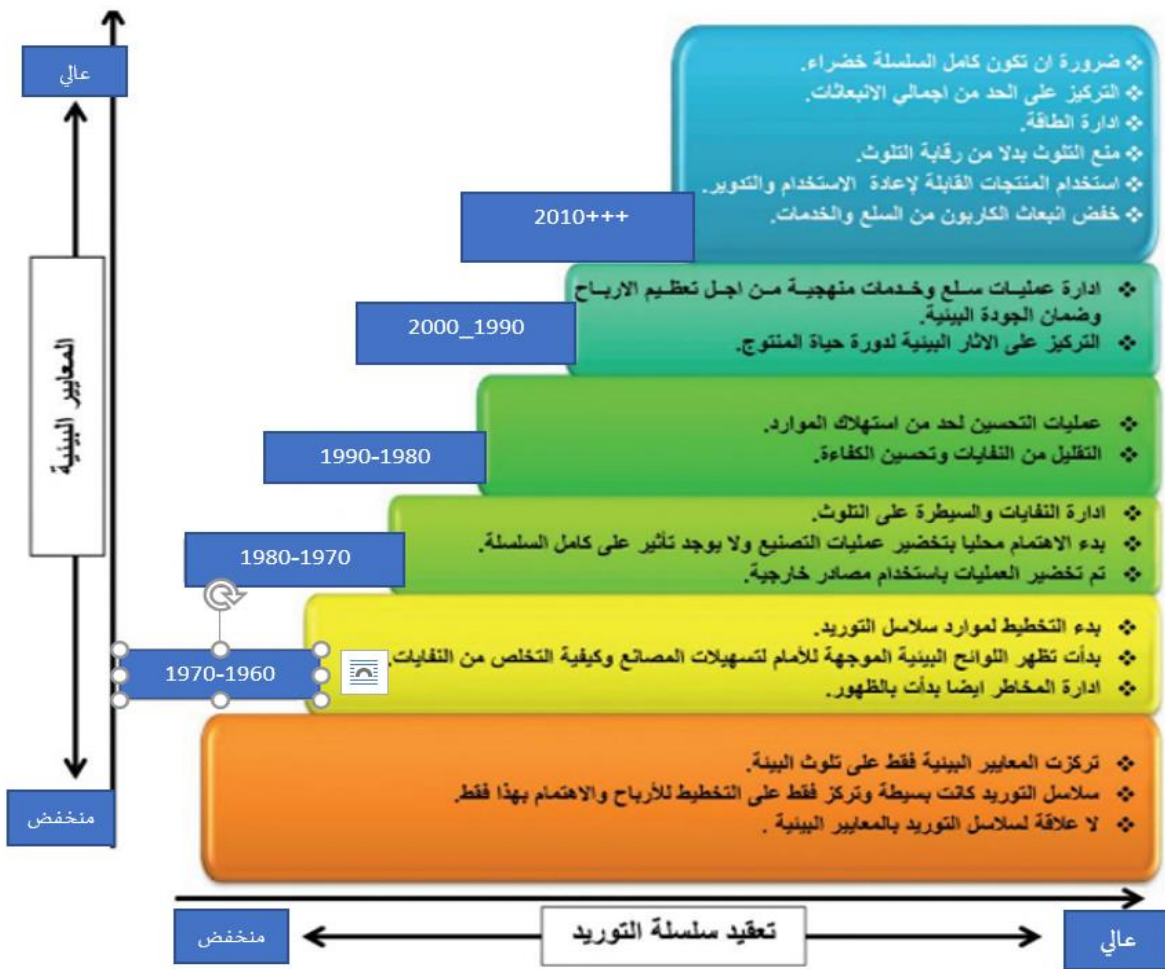 عالي
❖ ضرورة ان تكون كامل السلسلة خضراء.
❖ التركيز على الحد من اجمالي الانبعاثات.
❖ ادارة الطاقة.
❖ منع التلوث بدلا من رقابة التلوث.
❖ استخدام المنتجات القابلة لإعادة الاستخدام والتدوير.
❖ خفض انبعاث الكاربون من السلع والخدمات.
2010+++
❖ ادارة عمليات سلع وخدمات منهجية من اجل تعظيم الارباح
وضمان الجودة البيئية.
❖ التركيز على الاثار البيئية لدورة حياة المنتوج.
2000_1990
❖ عمليات التحسين لحد من استهلاك الموارد.
❖ التقليل من النفايات وتحسين الكفاءة.
1990-1980
❖ ادارة النفايات والسيطرة على التلوث.
❖ بدء الاهتمام محليا بتخضير عمليات التصنيع ولا يوجد تأثير على كامل السلسلة.
❖ تم تخضير العمليات باستخدام مصادر خارجية.
1980-1970
❖ بدء التخطيط لموارد سلاسل التوريد.
❖ بدأت تظهر اللوائح البيئية الموجهة للأمام لتسهيلات المصانع وكيفية التخلص من النفايات.
❖ ادارة المخاطر ايضا بدأت بالظهور.
1970-1960
❖ تركزت المعايير البيئية فقط على تلوث البيئة.
❖ سلاسل التوريد كانت بسيطة وتركز فقط على التخطيط للأرباح والاهتمام بهذا فقط.
❖ لا علاقة لسلاسل التوريد بالمعايير البيئية .
المعايير البيئية
منخفض
عالي
تعقيد سلسلة التوريد
منخفض